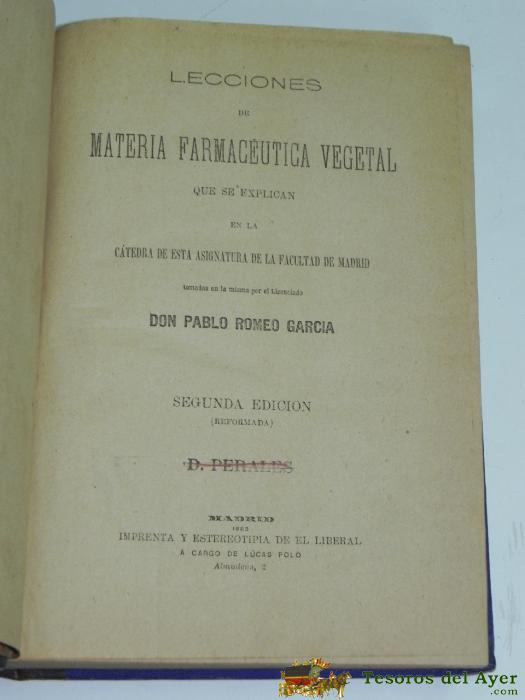 LECCIONES
DE
MATERIA FARMACÉUTICA VEGETAL
QUE SE EXPLICAN
EN LA
CÁTEDRA DE ESTA ASIGNATURA DE LA FACULTAD DE MADRID
tomadas en la misma por el Licenciado
DON PABLO ROMEO GARCIA
SEGUNDA EDICION
(REFORMADA)
D. PERALES
MADRID
IMPRENTA Y ESTEREOTIPIA DE EL LIBERAL
Á CARGO DE LÚCAS POLO
Almudena, 2
Tesoros del Ayer
.com